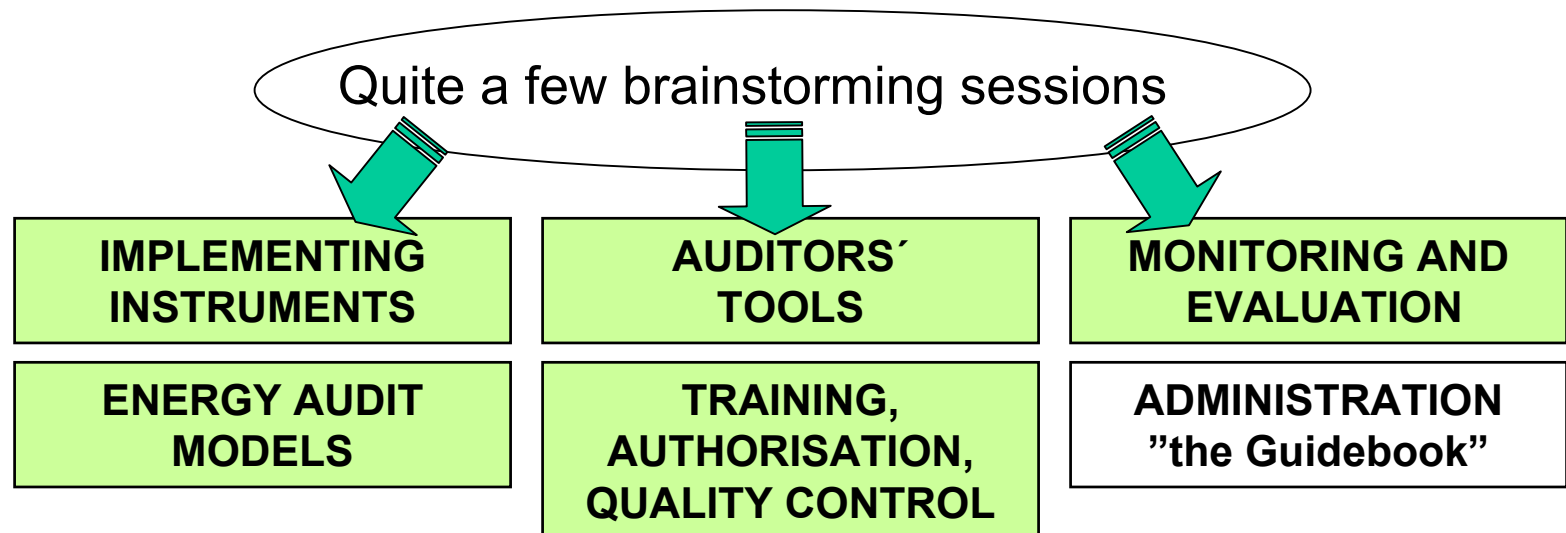 Quite a few brainstorming sessions
IMPLEMENTING
INSTRUMENTS
AUDITORS´
TOOLS
MONITORING AND
EVALUATION
ENERGY AUDIT
MODELS
TRAINING,
AUTHORISATION,
QUALITY CONTROL
ADMINISTRATION
”the Guidebook”